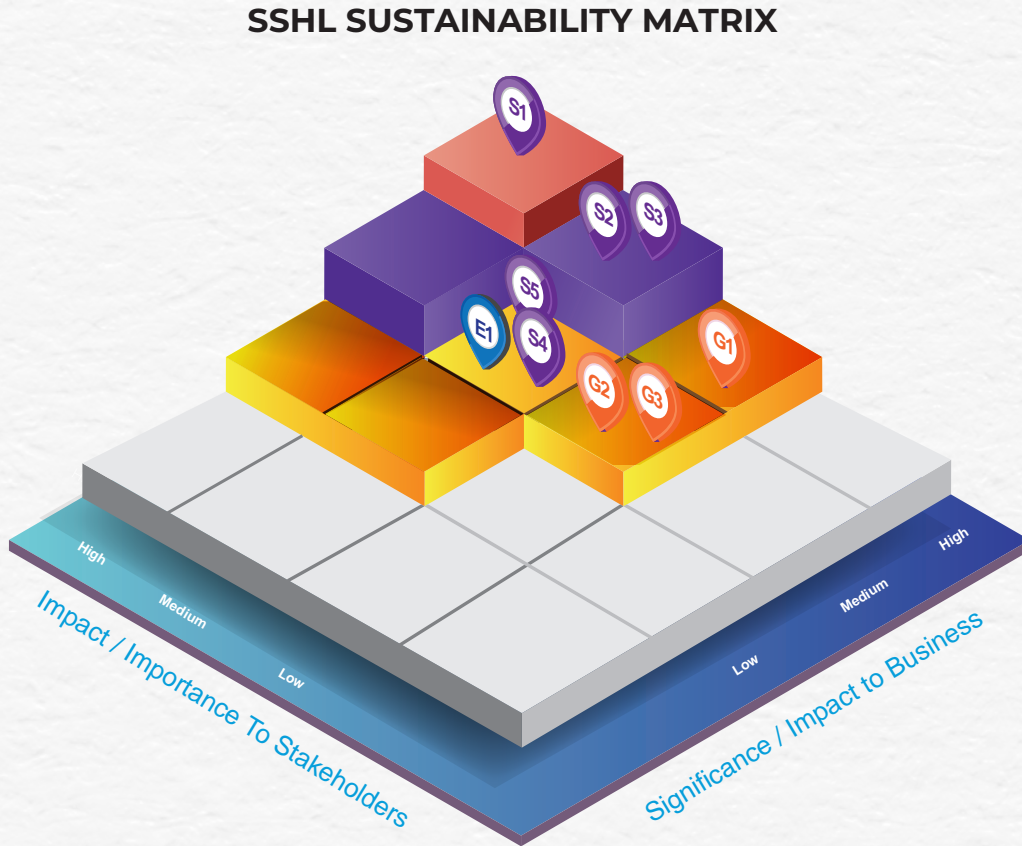 SSHL SUSTAINABILITY MATRIX
S1
S2
S3
S5
E1
S4
G1
G2
G3
High
Medium
Low
High
Medium
Low
Impact / Importance To Stakeholders
Significance / Impact to Business